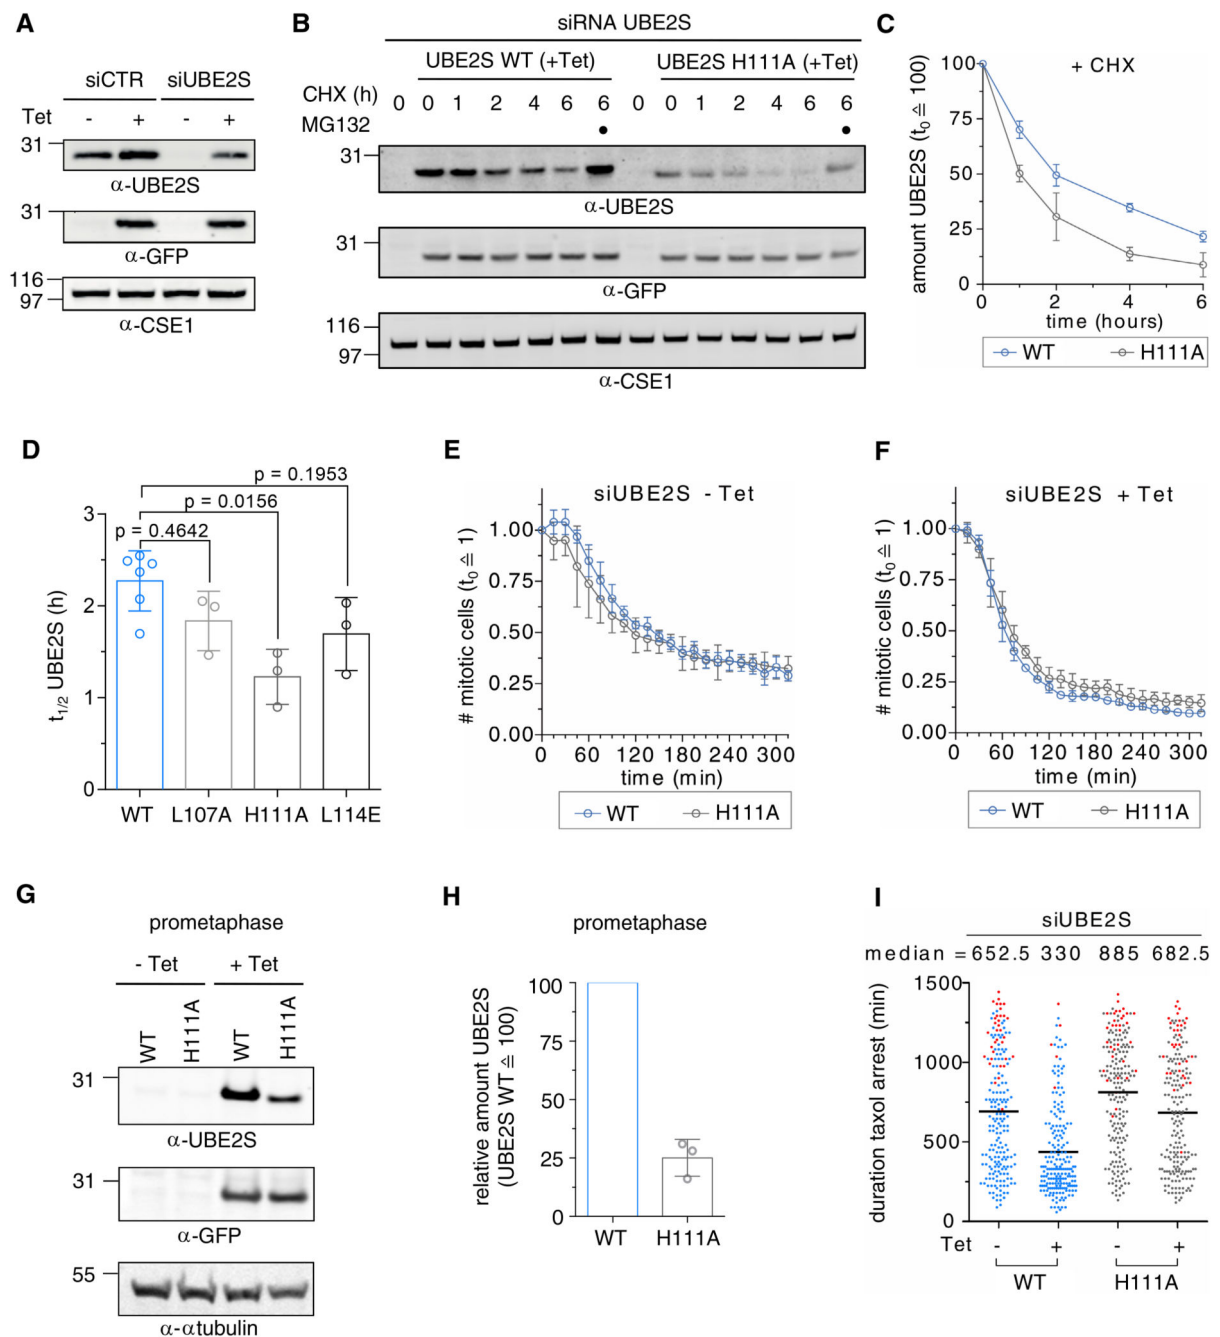 A
siCTR siUBE2S
Tet - + - +
31
α-UBE2S
31
α-GFP
116
97
α-CSE1
B
siRNA UBE2S
UBE2S WT (+Tet) UBE2S H111A (+Tet)
CHX (h) 0 0 1 2 4 6 6 0 0 1 2 4 6 6
MG132 • •
31
α-UBE2S
31
α-GFP
116
97
α-CSE1
C
+ CHX
amount UBE2S (t0 ≙ 100)
100
75
50
25
0
0 2 4 6
time (hours)
WT H111A
D
p = 0.1953
p = 0.0156
p = 0.4642
t1/2 UBE2S (h)
3
2
1
0
WT L107A H111A L114E
E
siUBE2S - Tet
# mitotic cells (t0 ≙ 1)
1.00
0.75
0.50
0.25
0.00
0 60 120 180 240 300
time (min)
WT H111A
F
siUBE2S + Tet
# mitotic cells (t0 ≙ 1)
1.00
0.75
0.50
0.25
0.00
0 60 120 180 240 300
time (min)
WT H111A
G
prometaphase
- Tet + Tet
WT H111A WT H111A
31
α-UBE2S
31
α-GFP
55
α-αtubulin
H
prometaphase
relative amount UBE2S
(UBE2S WT ≙ 100)
100
75
50
25
0
WT H111A
I
siUBE2S
median = 652.5 330 885 682.5
duration taxol arrest (min)
1500
1000
500
0
Tet - + - +
WT H111A